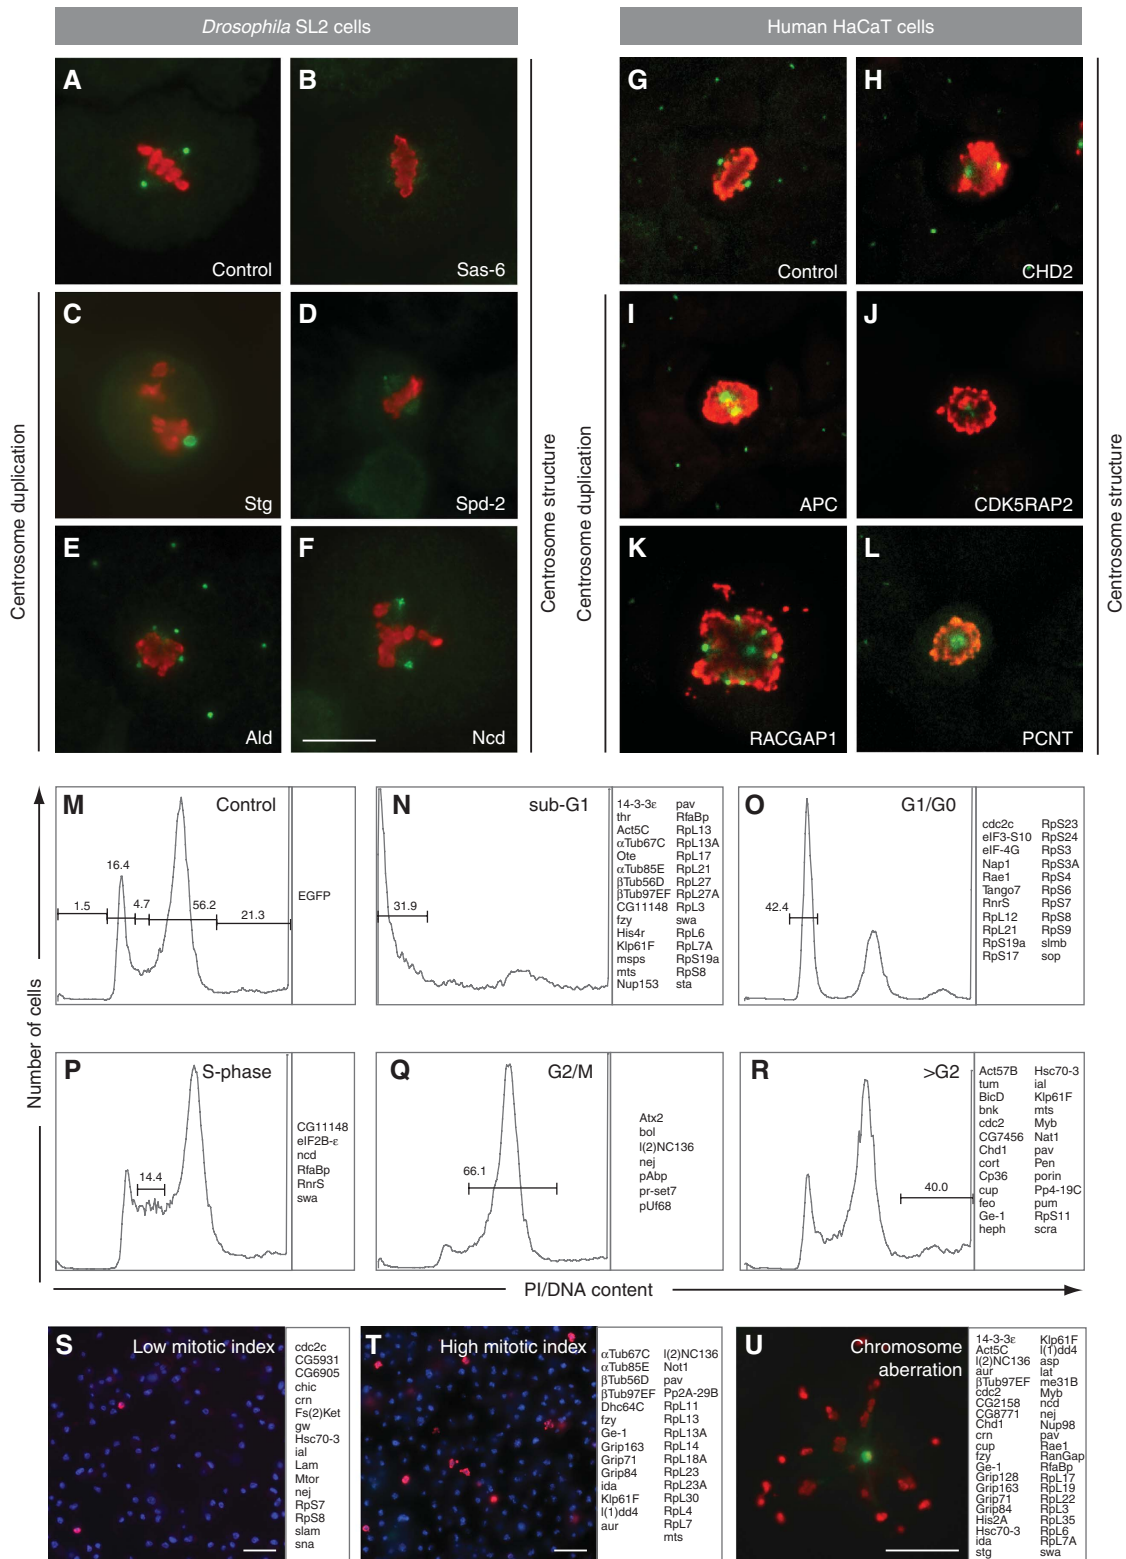 Drosophila SL2 cells
Human HaCaT cells
A
Control
B
Sas-6
G
Control
H
CHD2
C
Stg
D
Spd-2
I
APC
J
CDK5RAP2
E
Ald
F
Ncd
K
RACGAP1
L
PCNT
Centrosome duplication
Centrosome structure
Centrosome duplication
Centrosome structure
M
Control
1.5
16.4
4.7
56.2
21.3
EGFP
N
sub-G1
31.9
14-3-3ε pav
thr RfaBp
Act5C RpL13
αTub67C RpL13A
Ote RpL17
αTub85E RpL21
βTub56D RpL27
βTub97EF RpL27A
CG11148 RpL3
fzy swa
His4r RpL6
Klp61F RpL7A
msps RpS19a
mts RpS8
Nup153 sta
O
G1/G0
42.4
cdc2c RpS23
eIF3-S10 RpS24
eIF-4G RpS3
Nap1 RpS3A
Rae1 RpS4
Tango7 RpS6
RnrS RpS7
RpL12 RpS8
RpL21 RpS9
RpS19a slmb
RpS17 sop
P
S-phase
14.4
CG11148
eIF2B-ε
ncd
RfaBp
RnrS
swa
Q
G2/M
66.1
Atx2
bol
l(2)NC136
nej
pAbp
pr-set7
pUf68
R
>G2
40.0
Act57B Hsc70-3
tum ial
BicD Klp61F
bnk mts
cdc2 Myb
CG7456 Nat1
Chd1 pav
cort Pen
Cp36 porin
cup Pp4-19C
feo pum
Ge-1 RpS11
heph scra
Number of cells
PI/DNA content
S
Low mitotic index
cdc2c
CG5931
CG6905
chic
crn
Fs(2)Ket
gw
Hsc70-3
ial
Lam
Mtor
nej
RpS7
RpS8
slam
sna
T
High mitotic index
αTub67C l(2)NC136
αTub85E Not1
βTub56D pav
βTub97EF Pp2A-29B
Dhc64C RpL11
fzy RpL13
Ge-1 RpL13A
Grip163 RpL14
Grip71 RpL18A
Grip84 RpL23
ida RpL23A
Klp61F RpL30
l(1)dd4 RpL4
aur RpL7
mts
U
Chromosome
aberration
14-3-3ε Klp61F
Act5C l(1)dd4
l(2)NC136 asp
aur lat
βTub97EF me31B
cdc2 Myb
CG2158 ncd
CG8771 nej
Chd1 Nup98
crn pav
cup Rae1
fzy RanGap
Ge-1 RfaBp
Grip128 RpL17
Grip163 RpL19
Grip71 RpL22
Grip84 RpL3
His2A RpL35
Hsc70-3 RpL6
ida RpL7A
stg swa